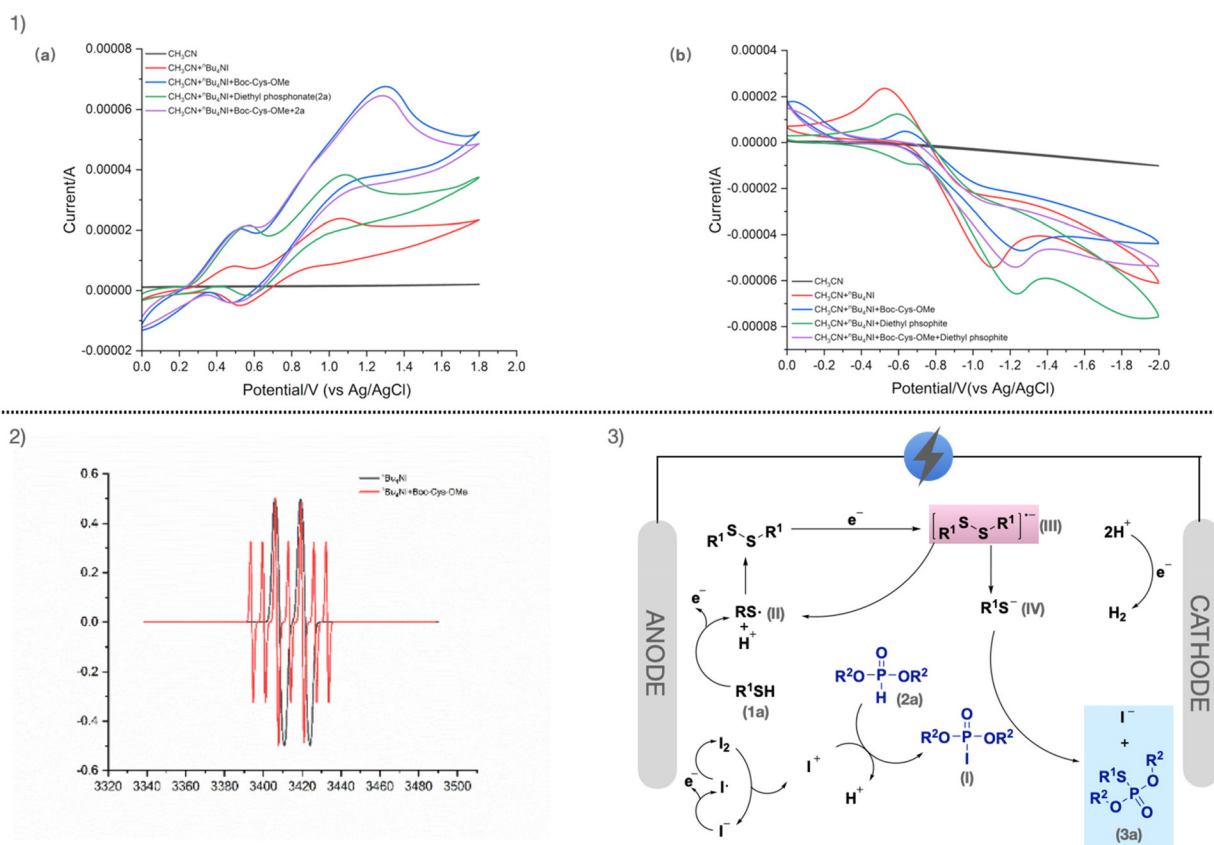 1)
(a)
CH₃CN
CH₃CN+ⁿBu₄NI
CH₃CN+ⁿBu₄NI+Boc-Cys-OMe
CH₃CN+ⁿBu₄NI+Diethyl phosphonate(2a)
CH₃CN+ⁿBu₄NI+Boc-Cys-OMe+2a
0.00008
0.00006
0.00004
0.00002
0.00000
-0.00002
Current/A
0.0 0.2 0.4 0.6 0.8 1.0 1.2 1.4 1.6 1.8 2.0
Potential/V (vs Ag/AgCl)
(b)
0.00004
0.00002
0.00000
-0.00002
-0.00004
-0.00006
-0.00008
Current/A
CH₃CN
CH₃CN+ⁿBu₄NI
CH₃CN+ⁿBu₄NI+Boc-Cys-OMe
CH₃CN+ⁿBu₄NI+Diethyl phsophite
CH₃CN+ⁿBu₄NI+Boc-Cys-OMe+Diethyl phsophite
0.0 -0.2 -0.4 -0.6 -0.8 -1.0 -1.2 -1.4 -1.6 -1.8 -2.0
Potential/V(vs Ag/AgCl)
2)
ⁿBu₄NI
ⁿBu₄NI+Boc-Cys-OMe
0.6
0.4
0.2
0.0
-0.2
-0.4
-0.6
3320 3340 3360 3380 3400 3420 3440 3460 3480 3500
3)
ANODE
CATHODE
R¹ S S R¹
e⁻
[R¹ S S R¹]•− (III)
2H⁺
e⁻
H₂
e⁻
RS· (II)
+
H⁺
R¹S⁻ (IV)
R¹SH
(1a)
O
R²O P OR²
H (2a)
I₂
e⁻
I·
I⁻
I⁺
H⁺
O
R²O P OR²
I
(I)
I⁻
+
R¹S P O R²
R² O O
(3a)